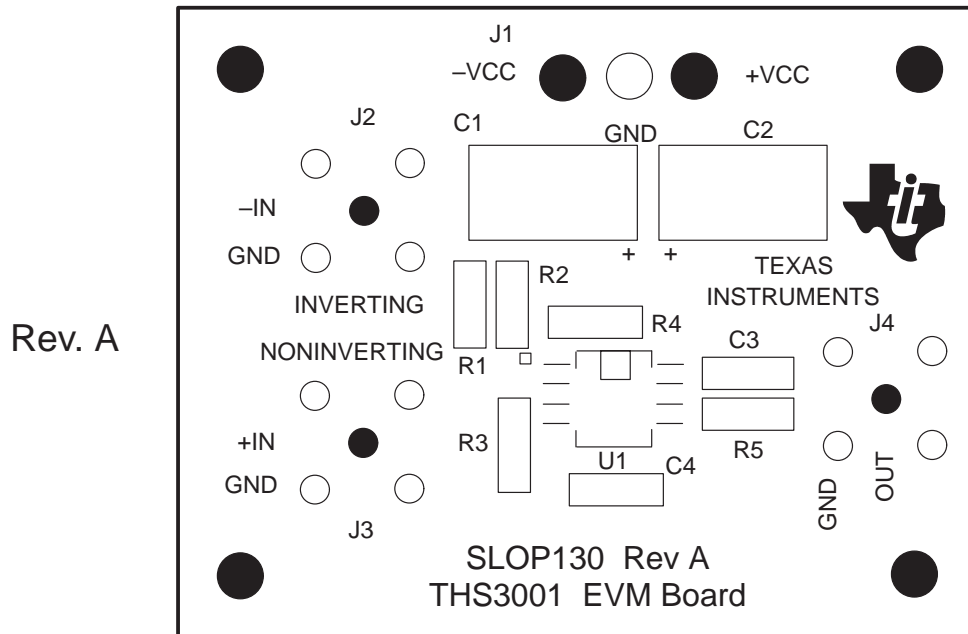 J1
–VCC
+VCC
J2
C1
GND
C2
–IN
GND
+ +
TEXAS
INSTRUMENTS
R2
INVERTING
R4
J4
Rev. A
NONINVERTING
R1
C3
+IN
R3
R5
U1
C4
GND
GND
OUT
J3
SLOP130 Rev A
THS3001 EVM Board